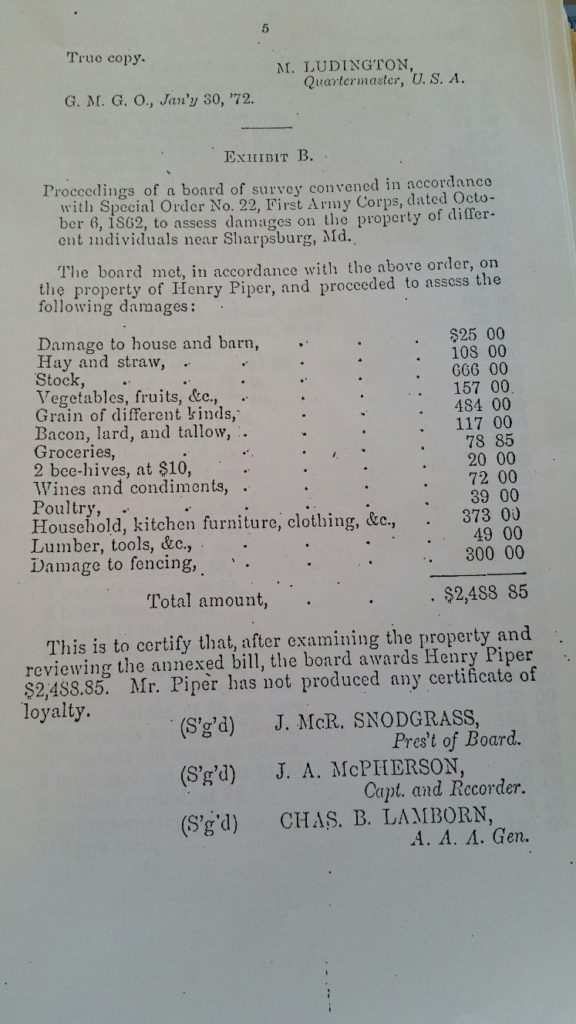 5
True copy.
M. LUDINGTON,
Quartermaster, U. S. A.
G. M. G. O., Jan'y 30, '72.
EXHIBIT B.
Proceedings of a board of survey convened in accordance
with Special Order No. 22, First Army Corps, dated Octo-
ber 6, 1862, to assess damages on the property of differ-
ent individuals near Sharpsburg, Md.
The board met, in accordance with the above order, on
the property of Henry Piper, and proceeded to assess the
following damages:
Damage to house and barn, . . . $25 00
Hay and straw, . . . . . 108 00
Stock, . . . . . . 666 00
Vegetables, fruits, &c., . . . . 157 00
Grain of different kinds, . . . 484 00
Bacon, lard, and tallow, . . . . 117 00
Groceries, . . . . . 78 85
2 bee-hives, at $10, . . . . 20 00
Wines and condiments, . . . . 72 00
Poultry, . . . . . . 39 00
Household, kitchen furniture, clothing, &c., . 373 00
Lumber, tools, &c., . . . . 49 00
Damage to fencing, . . . . 300 00
Total amount, . . . $2,488 85
This is to certify that, after examining the property and
reviewing the annexed bill, the board awards Henry Piper
$2,488.85. Mr. Piper has not produced any certificate of
loyalty.
(S'g'd) J. McR. SNODGRASS,
Pres't of Board.
(S'g'd) J. A. McPHERSON,
Capt. and Recorder.
(S'g'd) CHAS. B. LAMBORN,
A. A. A. Gen.